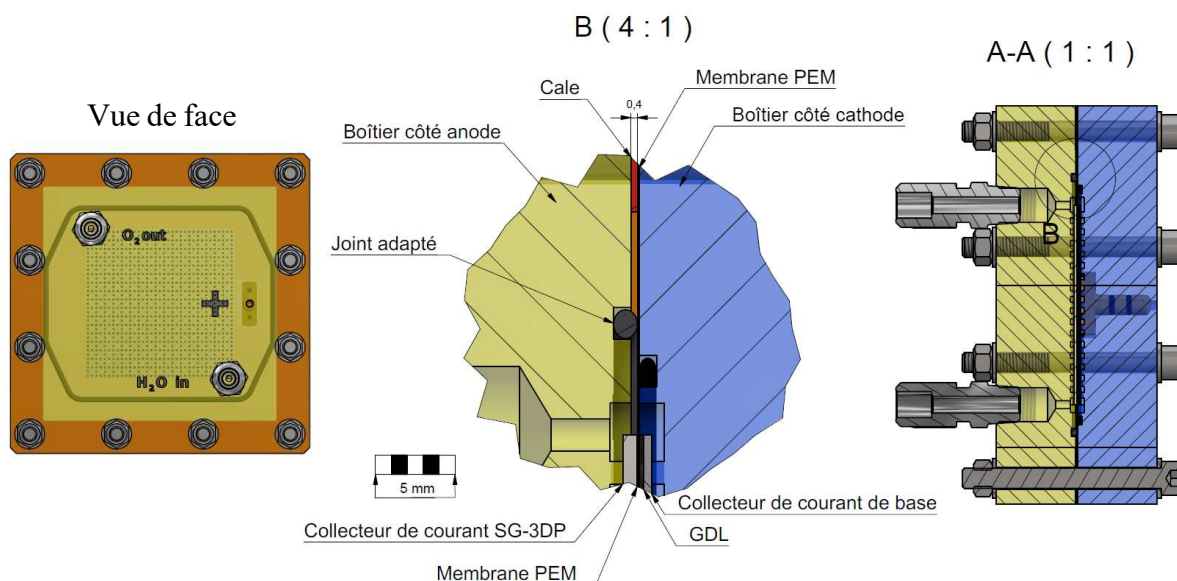 B ( 4 : 1 )
A-A ( 1 : 1 )
Vue de face
Cale
0,4
Membrane PEM
Boîtier côté anode
Boîtier côté cathode
O2 out
Joint adapté
B
H2O in
5 mm
Collecteur de courant SG-3DP
Collecteur de courant de base
GDL
Membrane PEM